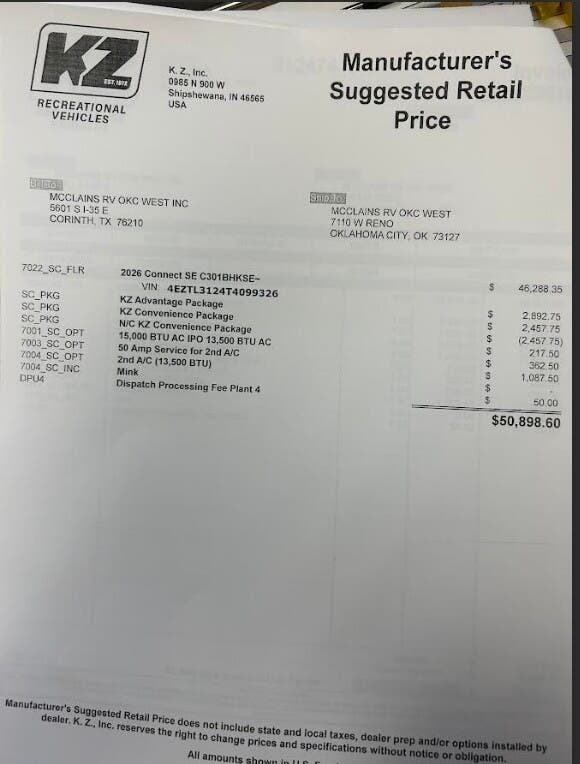 KZ
EST. 1972
RECREATIONAL
VEHICLES
K. Z., Inc.
0985 N 900 W
Shipshewana, IN 46565
USA
Manufacturer's
Suggested Retail
Price
Bill to:
MCCLAINS RV OKC WEST INC
5601 S I-35 E
CORINTH, TX 76210
Ship to:
MCCLAINS RV OKC WEST
7110 W RENO
OKLAHOMA CITY, OK 73127
7022_SC_FLR 2026 Connect SE C301BHKSE~ $ 46,288.35
VIN 4EZTL3124T4099326
SC_PKG KZ Advantage Package $ 2,892.75
SC_PKG KZ Convenience Package $ 2,457.75
SC_PKG N/C KZ Convenience Package $ (2,457.75)
7001_SC_OPT 15,000 BTU AC IPO 13,500 BTU AC $ 217.50
7003_SC_OPT 50 Amp Service for 2nd A/C $ 362.50
7004_SC_OPT 2nd A/C (13,500 BTU) $ 1,087.50
7004_SC_INC Mink $ -
DPU4 Dispatch Processing Fee Plant 4 $ 50.00
$50,898.60
Manufacturer's Suggested Retail Price does not include state and local taxes, dealer prep and/or options installed by
dealer. K. Z., Inc. reserves the right to change prices and specifications without notice or obligation.
All amounts shown in U.S.